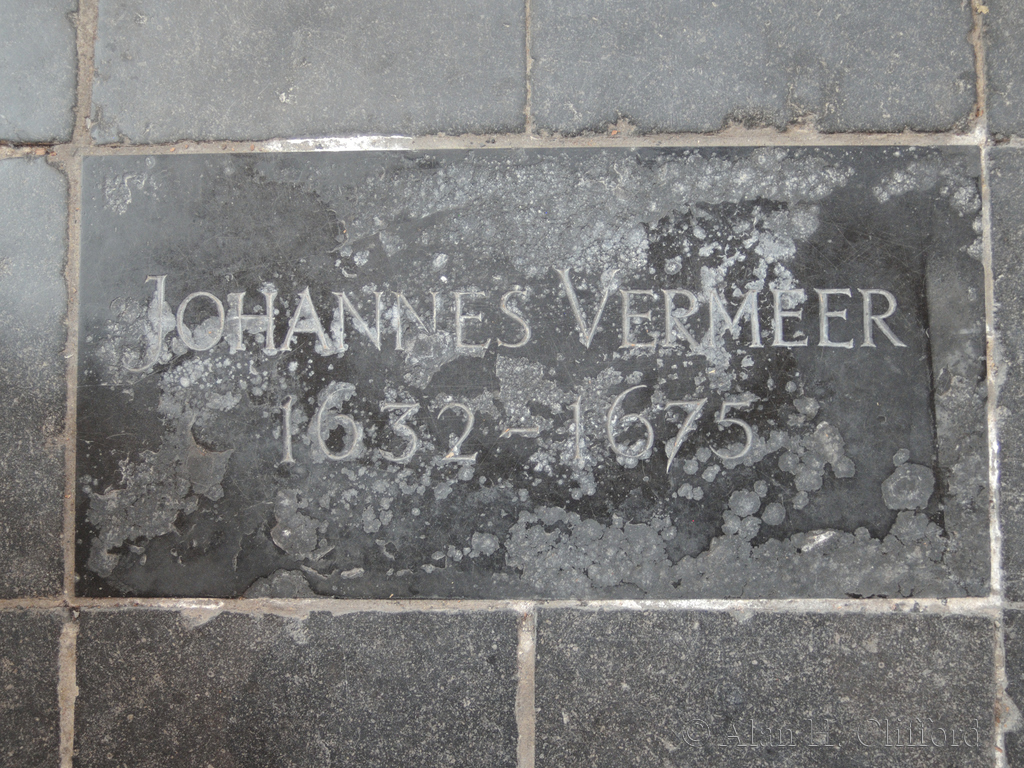 Johannes Vermeer
1632-1675
© Alan H. Clifford